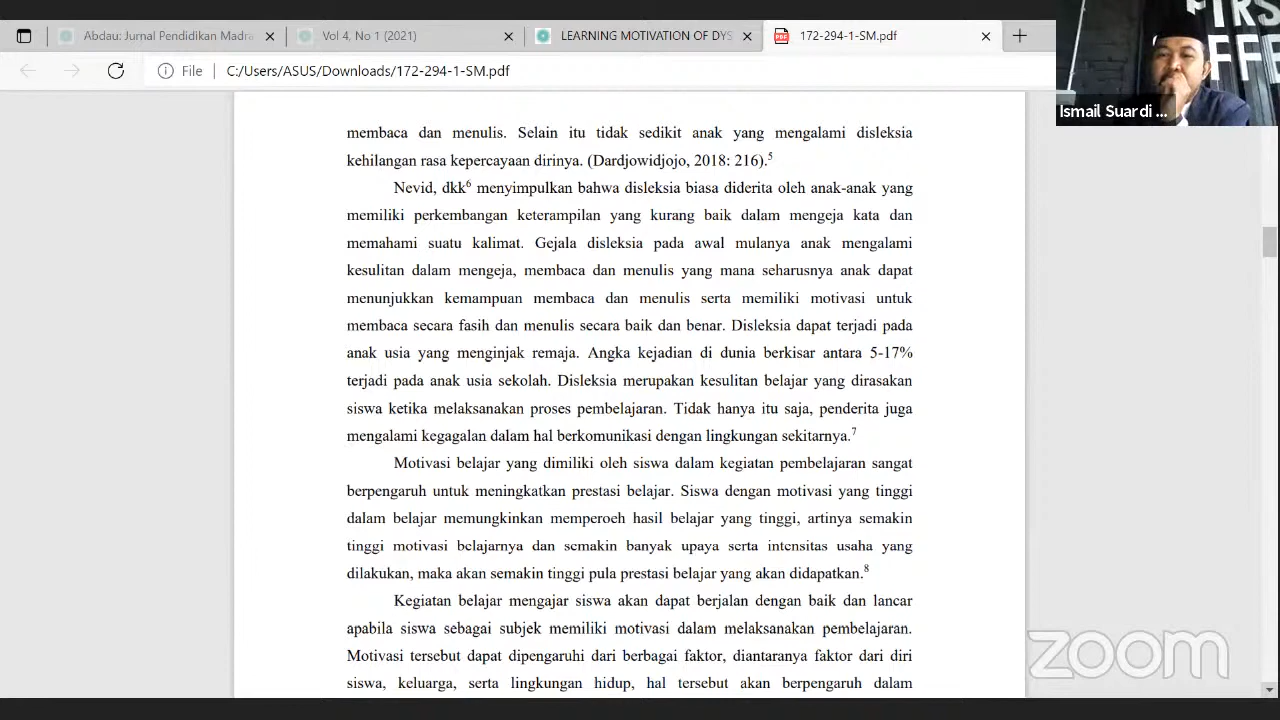 Abdau: Jurnal Pendidikan Madra
Vol 4, No 1 (2021)
LEARNING MOTIVATION OF DYS
172-294-1-SM.pdf
File
C:/Users/ASUS/Downloads/172-294-1-SM.pdf
Ismail Suardi ...
membaca dan menulis. Selain itu tidak sedikit anak yang mengalami disleksia
kehilangan rasa kepercayaan dirinya. (Dardjowidjojo, 2018: 216).5
Nevid, dkk6 menyimpulkan bahwa disleksia biasa diderita oleh anak-anak yang
memiliki perkembangan keterampilan yang kurang baik dalam mengeja kata dan
memahami suatu kalimat. Gejala disleksia pada awal mulanya anak mengalami
kesulitan dalam mengeja, membaca dan menulis yang mana seharusnya anak dapat
menunjukkan kemampuan membaca dan menulis serta memiliki motivasi untuk
membaca secara fasih dan menulis secara baik dan benar. Disleksia dapat terjadi pada
anak usia yang menginjak remaja. Angka kejadian di dunia berkisar antara 5-17%
terjadi pada anak usia sekolah. Disleksia merupakan kesulitan belajar yang dirasakan
siswa ketika melaksanakan proses pembelajaran. Tidak hanya itu saja, penderita juga
mengalami kegagalan dalam hal berkomunikasi dengan lingkungan sekitarnya.7
Motivasi belajar yang dimiliki oleh siswa dalam kegiatan pembelajaran sangat
berpengaruh untuk meningkatkan prestasi belajar. Siswa dengan motivasi yang tinggi
dalam belajar memungkinkan memperoeh hasil belajar yang tinggi, artinya semakin
tinggi motivasi belajarnya dan semakin banyak upaya serta intensitas usaha yang
dilakukan, maka akan semakin tinggi pula prestasi belajar yang akan didapatkan.8
Kegiatan belajar mengajar siswa akan dapat berjalan dengan baik dan lancar
apabila siswa sebagai subjek memiliki motivasi dalam melaksanakan pembelajaran.
Motivasi tersebut dapat dipengaruhi dari berbagai faktor, diantaranya faktor dari diri
siswa, keluarga, serta lingkungan hidup, hal tersebut akan berpengaruh dalam
zoom